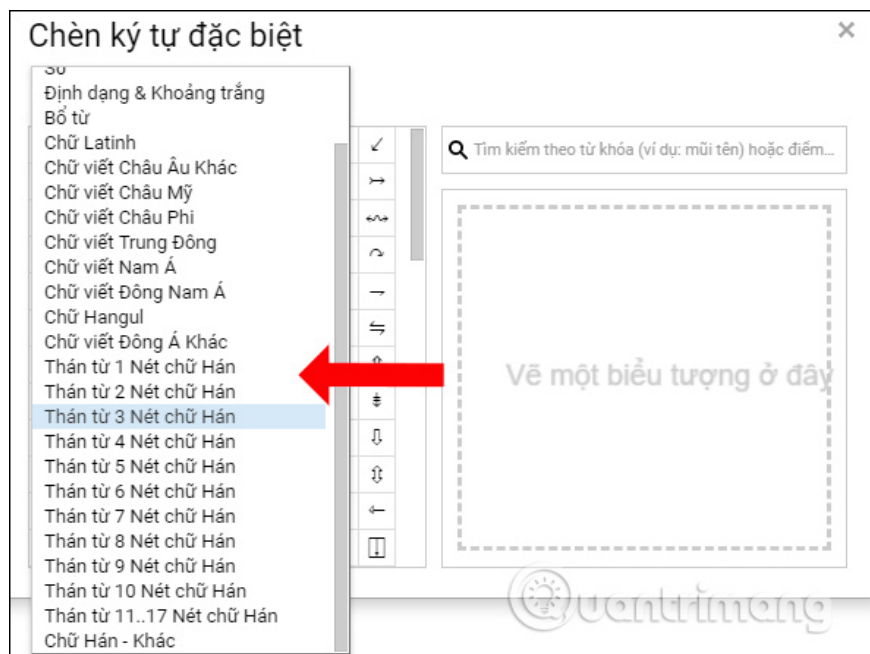 Chèn ký tự đặc biệt
Số
Định dạng & Khoảng trắng
Bổ từ
Chữ Latinh
Chữ viết Châu Âu Khác
Chữ viết Châu Mỹ
Chữ viết Châu Phi
Chữ viết Trung Đông
Chữ viết Nam Á
Chữ viết Đông Nam Á
Chữ Hangul
Chữ viết Đông Á Khác
Thán từ 1 Nét chữ Hán
Thán từ 2 Nét chữ Hán
Thán từ 3 Nét chữ Hán
Thán từ 4 Nét chữ Hán
Thán từ 5 Nét chữ Hán
Thán từ 6 Nét chữ Hán
Thán từ 7 Nét chữ Hán
Thán từ 8 Nét chữ Hán
Thán từ 9 Nét chữ Hán
Thán từ 10 Nét chữ Hán
Thán từ 11..17 Nét chữ Hán
Chữ Hán - Khác
Tìm kiếm theo từ khóa (ví dụ: mũi tên) hoặc điểm...
Vẽ một biểu tượng ở đây
Quantrimang